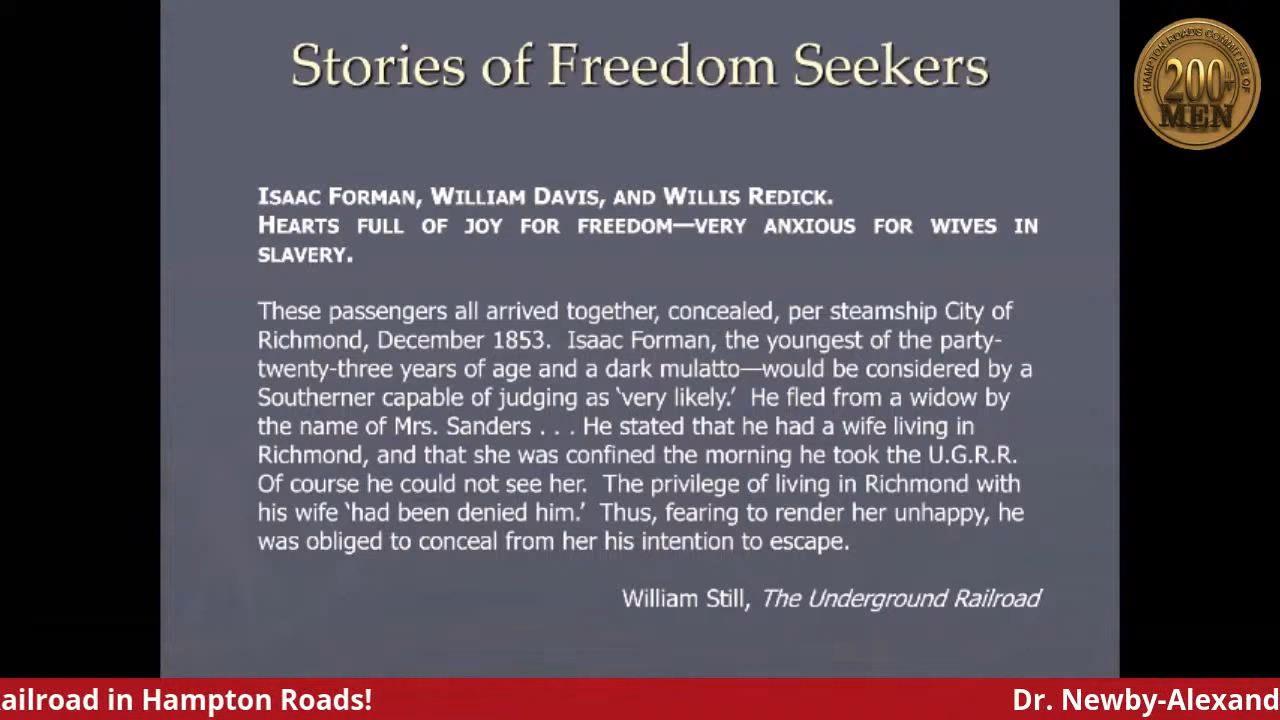 Stories of Freedom Seekers
HAMPTON ROADS COMMITTEE OF
200+
MEN
ISAAC FORMAN, WILLIAM DAVIS, AND WILLIS REDICK.
HEARTS FULL OF JOY FOR FREEDOM—VERY ANXIOUS FOR WIVES IN
SLAVERY.
These passengers all arrived together, concealed, per steamship City of
Richmond, December 1853. Isaac Forman, the youngest of the party-
twenty-three years of age and a dark mulatto—would be considered by a
Southerner capable of judging as ‘very likely.’ He fled from a widow by
the name of Mrs. Sanders . . . He stated that he had a wife living in
Richmond, and that she was confined the morning he took the U.G.R.R.
Of course he could not see her. The privilege of living in Richmond with
his wife ‘had been denied him.’ Thus, fearing to render her unhappy, he
was obliged to conceal from her his intention to escape.
William Still, The Underground Railroad
ailroad in Hampton Roads!
Dr. Newby-Alexand